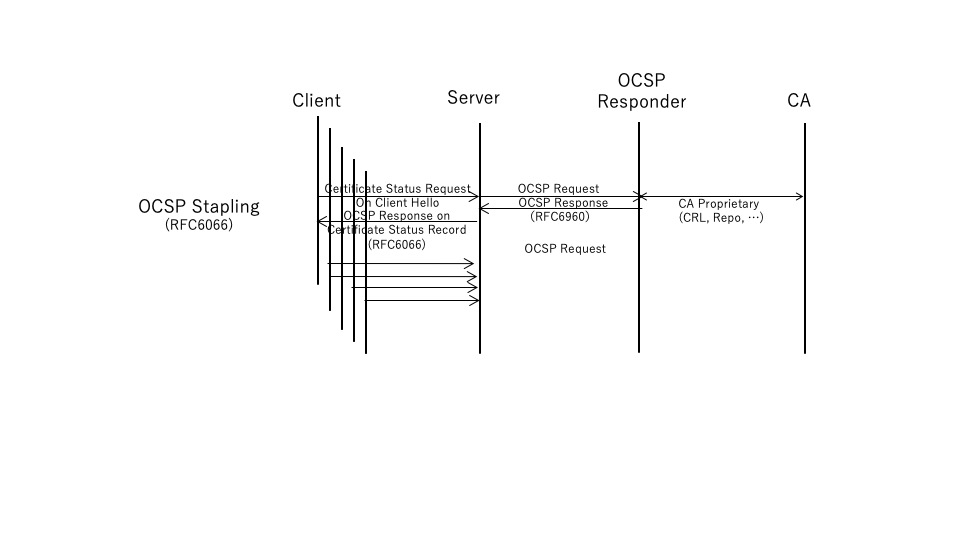 Client
Server
OCSP
Responder
CA
OCSP Stapling
(RFC6066)
Certificate Status Request
On Client Hello
OCSP Response on
Certificate Status Record
(RFC6066)
OCSP Request
OCSP Response
(RFC6960)
OCSP Request
CA Proprietary
(CRL, Repo, …)